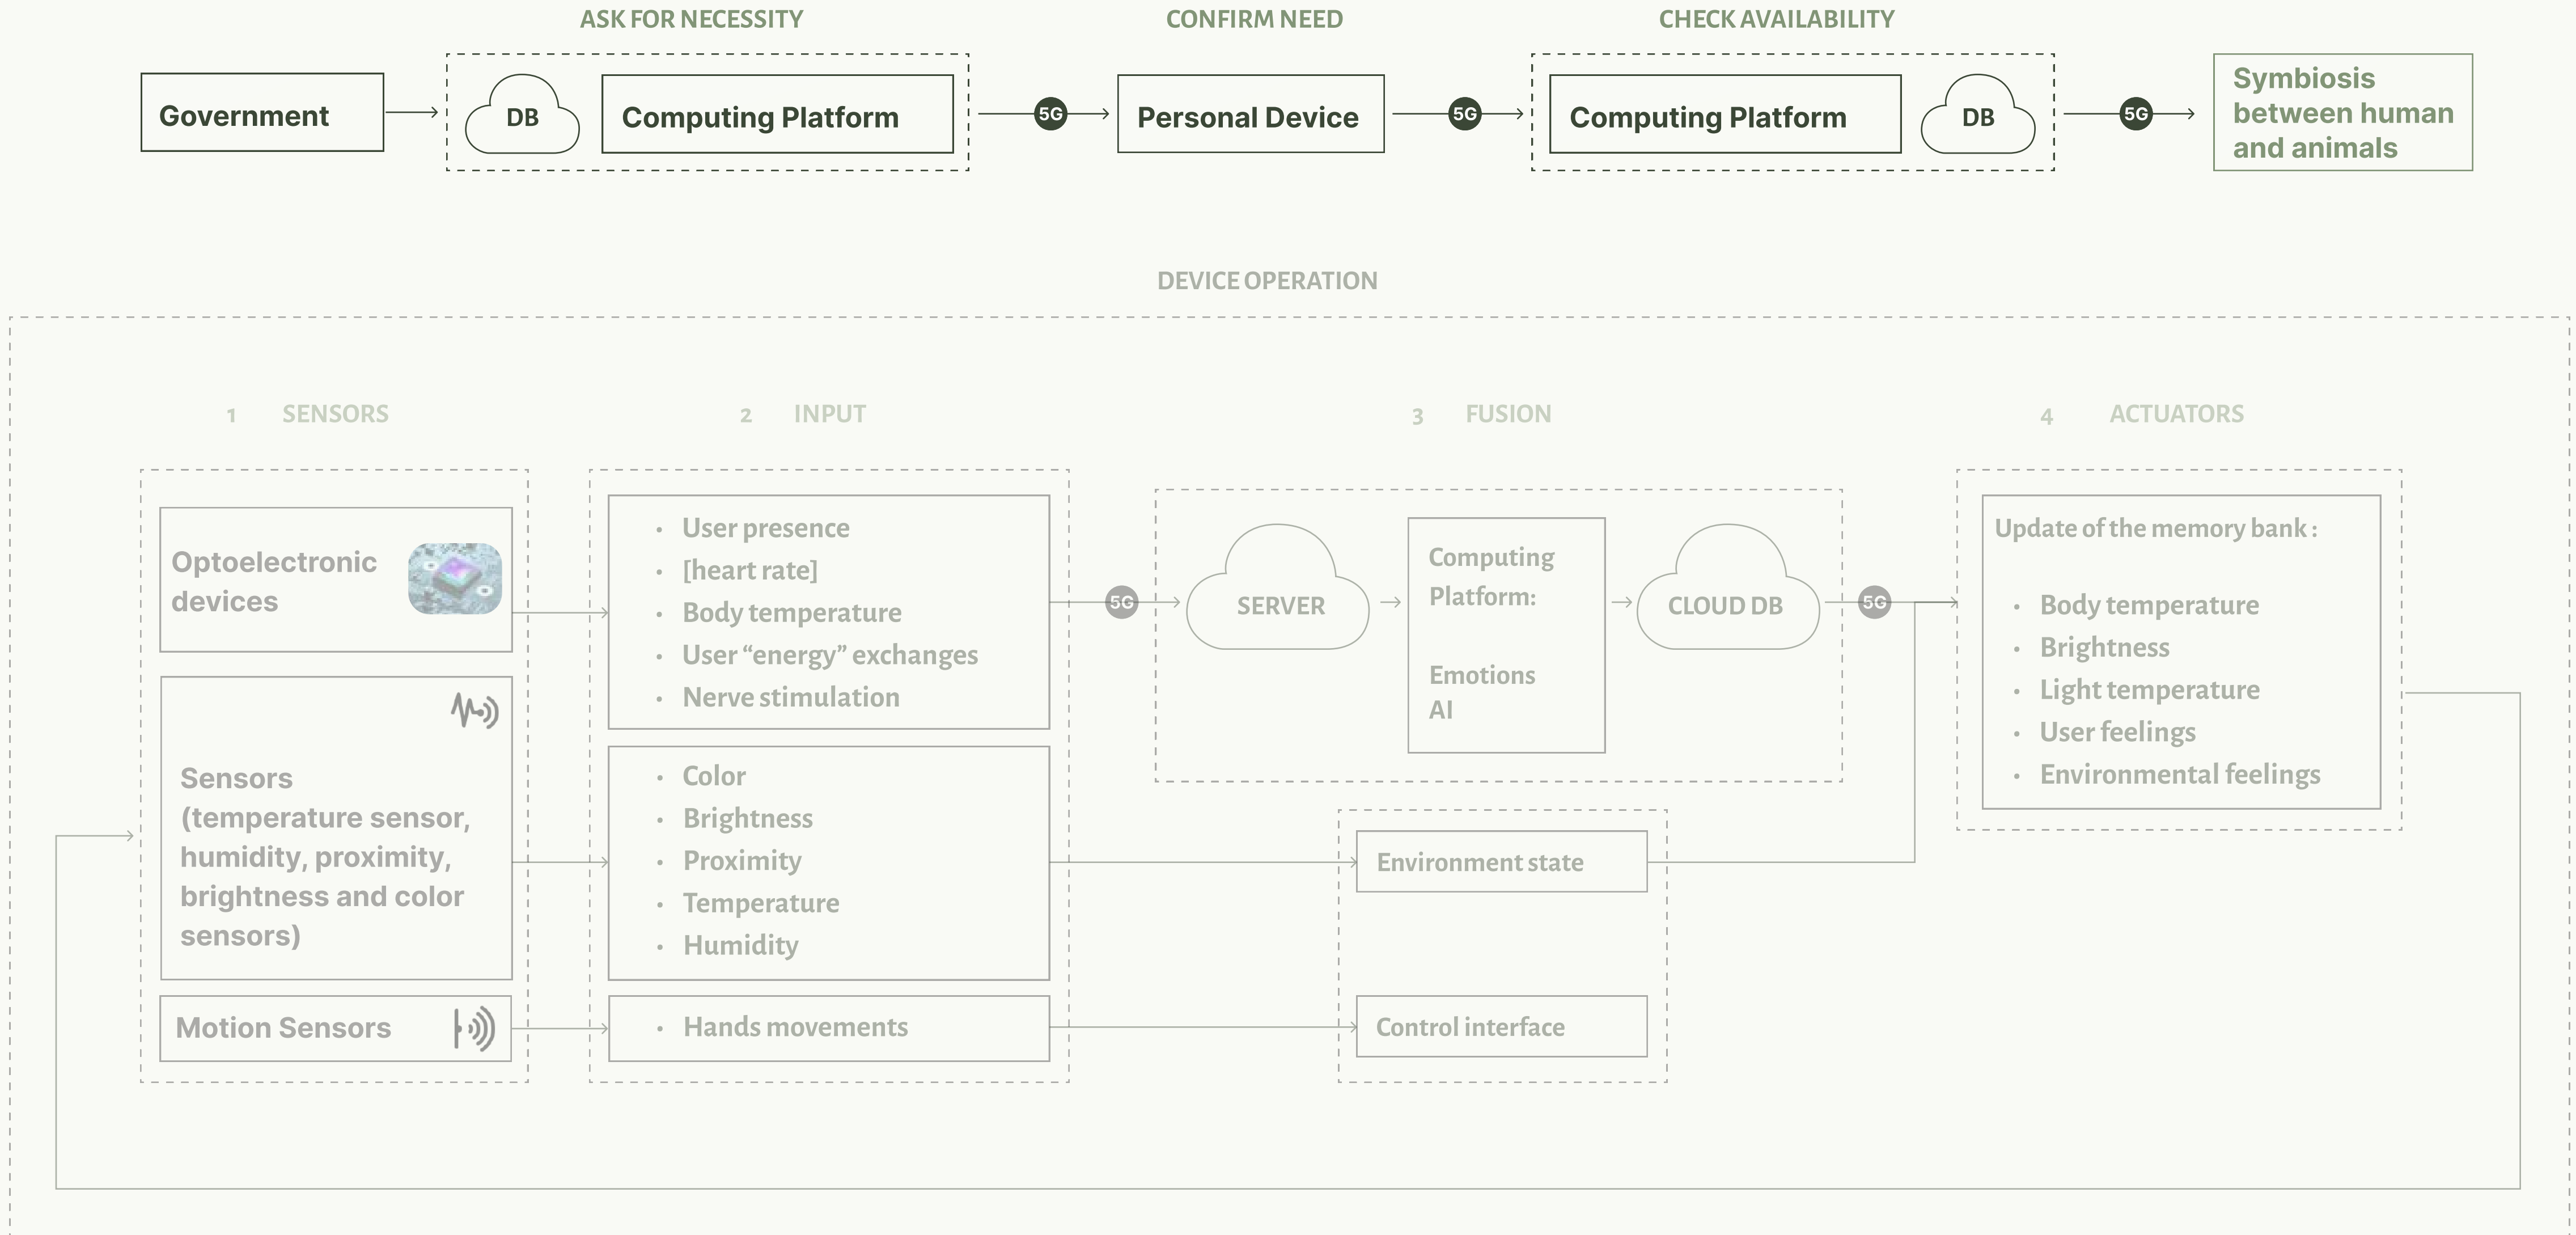 ASK FOR NECESSITY
CONFIRM NEED
CHECK AVAILABILITY
Government
DB
Computing Platform
5G
Personal Device
5G
Computing Platform
DB
5G
Symbiosis
between human
and animals
DEVICE OPERATION
1 SENSORS
2 INPUT
3 FUSION
4 ACTUATORS
Optoelectronic
devices
Sensors
(temperature sensor,
humidity, proximity,
brightness and color
sensors)
Motion Sensors
• User presence
• [heart rate]
• Body temperature
• User “energy” exchanges
• Nerve stimulation
• Color
• Brightness
• Proximity
• Temperature
• Humidity
• Hands movements
5G
SERVER
Computing
Platform:
Emotions
AI
CLOUD DB
5G
Environment state
Control interface
Update of the memory bank :
• Body temperature
• Brightness
• Light temperature
• User feelings
• Environmental feelings